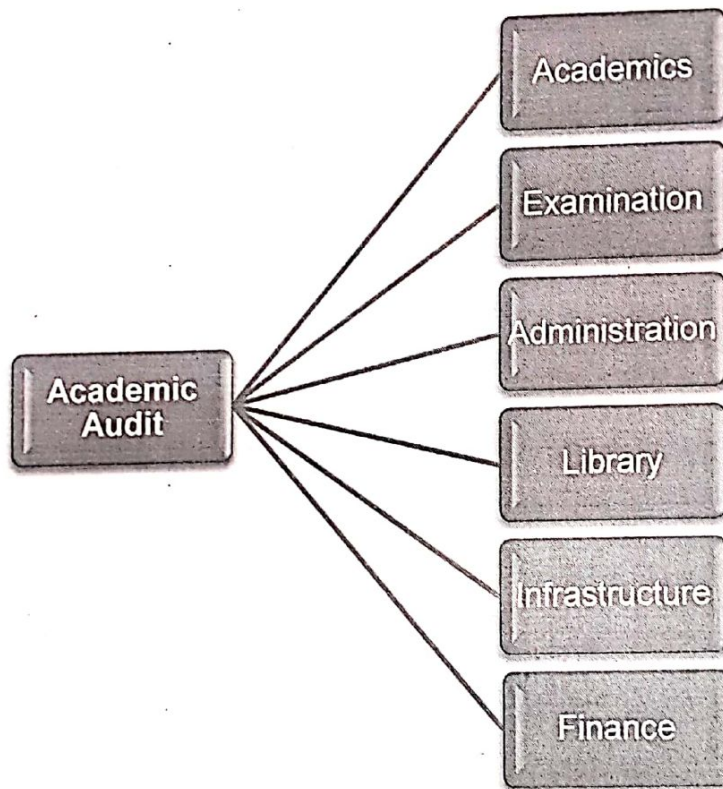 Academics
Examination
Administration
Academic
Audit
Library
Infrastructure
Finance